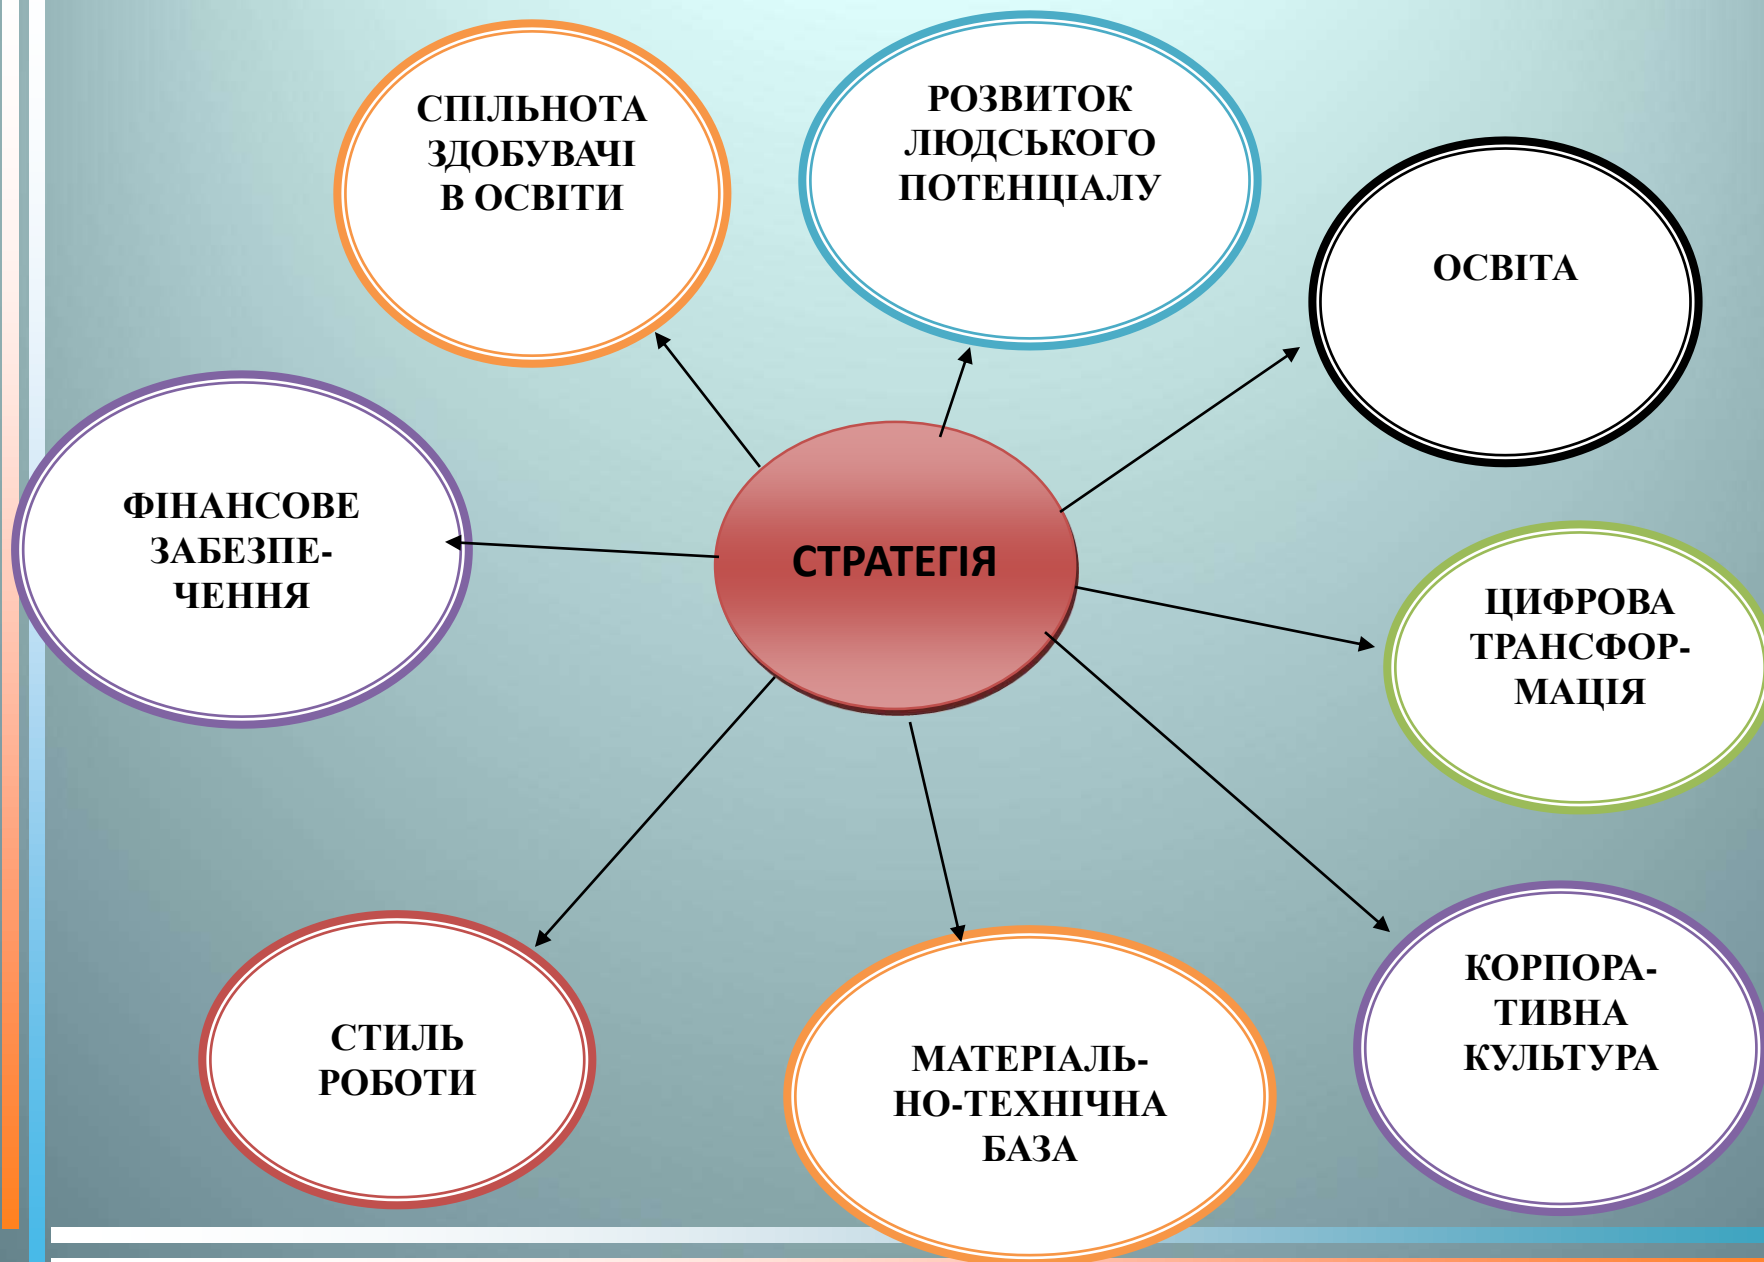 СПІЛЬНОТА
ЗДОБУВАЧІ
В ОСВІТИ
РОЗВИТОК
ЛЮДСЬКОГО
ПОТЕНЦІАЛУ
ОСВІТА
ФІНАНСОВЕ
ЗАБЕЗПЕ-
ЧЕННЯ
СТРАТЕГІЯ
ЦИФРОВА
ТРАНСФОР-
МАЦІЯ
СТИЛЬ
РОБОТИ
МАТЕРІАЛЬ-
НО-ТЕХНІЧНА
БАЗА
КОРПОРА-
ТИВНА
КУЛЬТУРА